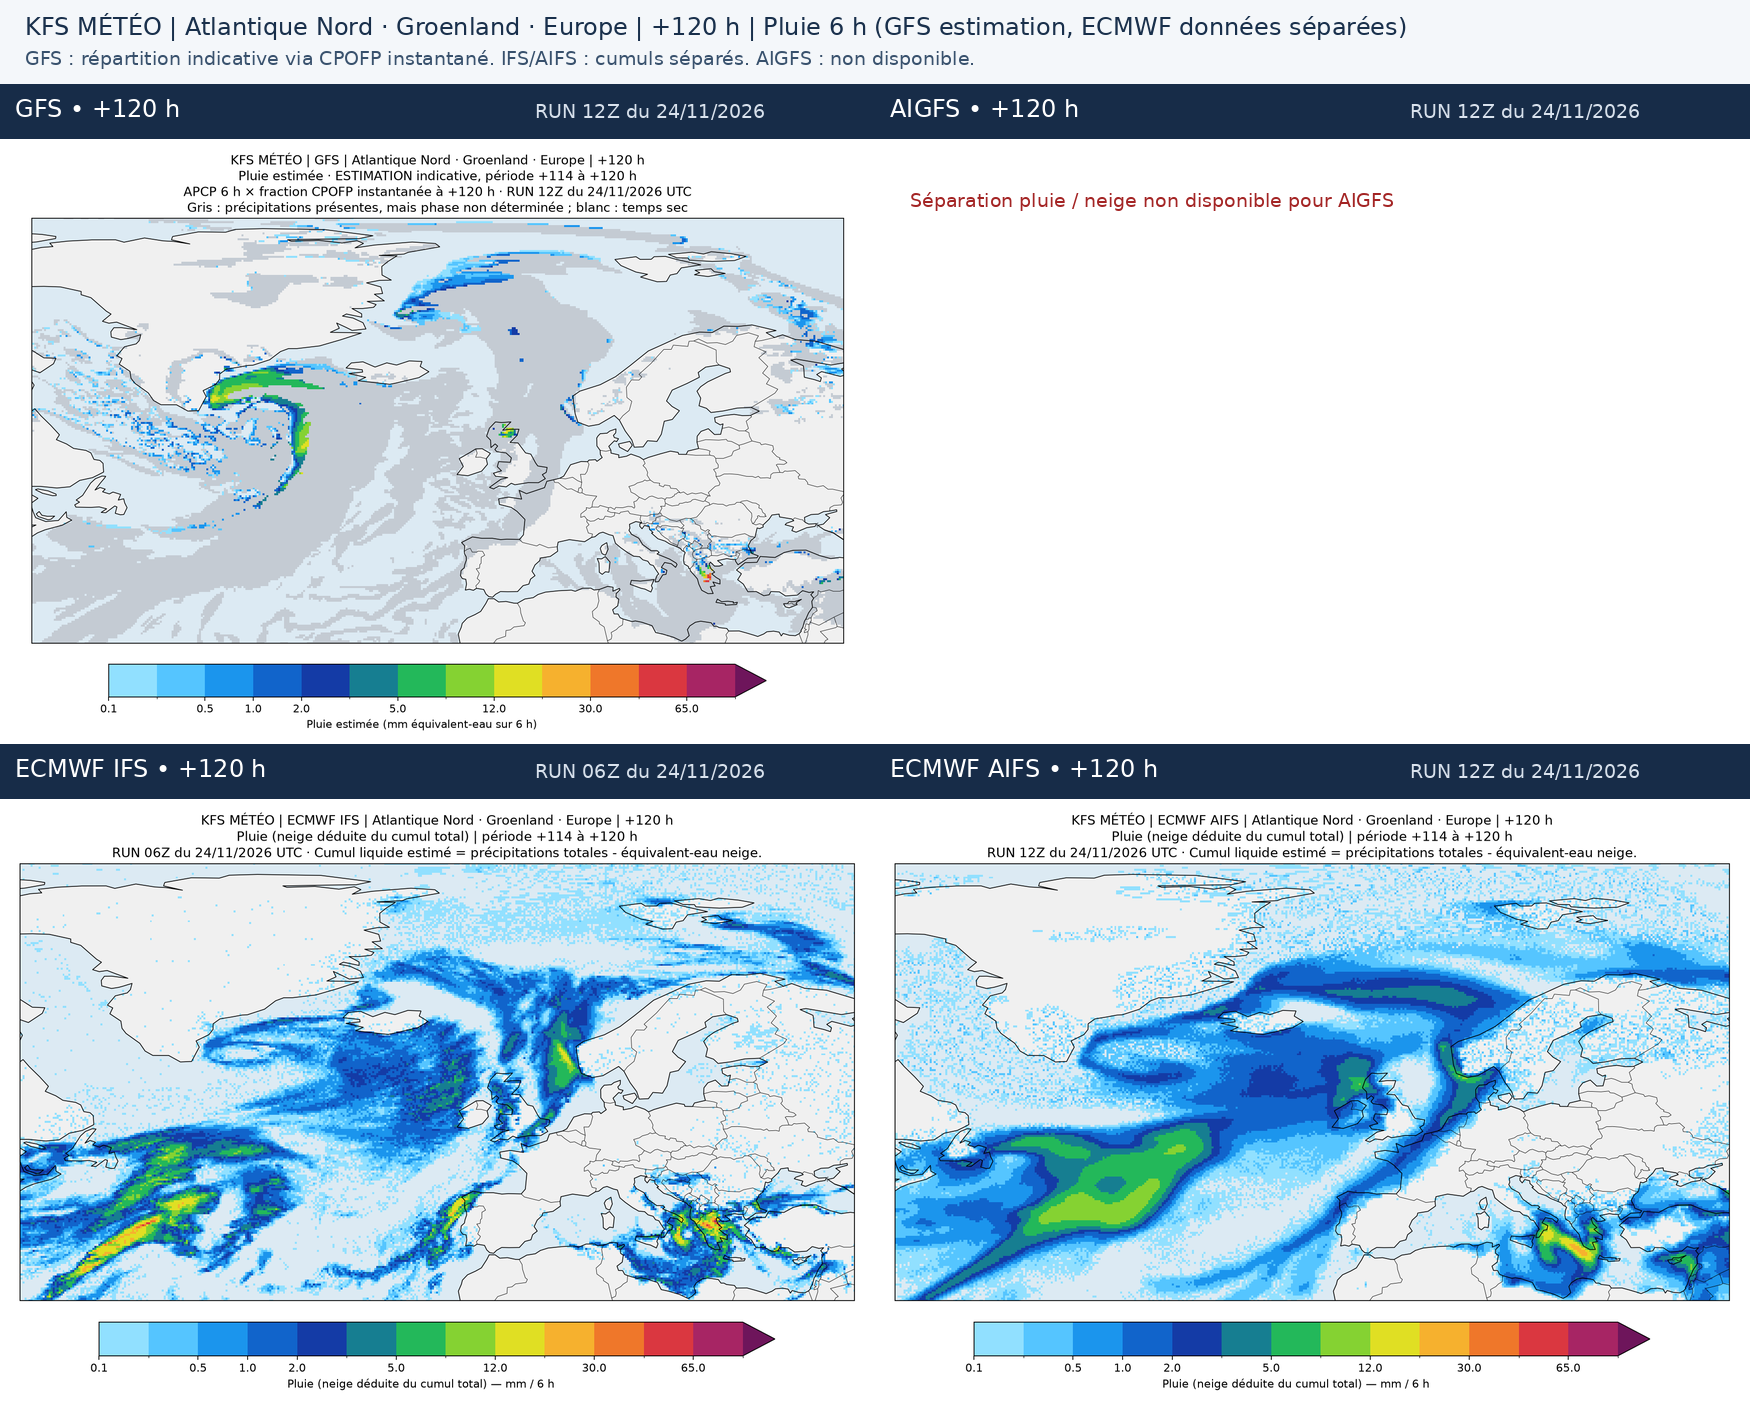 KFS MÉTÉO | Atlantique Nord · Groenland · Europe | +120 h | Pluie 6 h (GFS estimation, ECMWF données séparées)
GFS : répartition indicative via CPOFP instantané. IFS/AIFS : cumuls séparés. AIGFS : non disponible.
GFS • +120 h
RUN 12Z du 24/11/2026
AIGFS • +120 h
RUN 12Z du 24/11/2026
KFS MÉTÉO | GFS | Atlantique Nord · Groenland · Europe | +120 h
Pluie estimée · ESTIMATION indicative, période +114 à +120 h
APCP 6 h × fraction CPOFP instantanée à +120 h · RUN 12Z du 24/11/2026 UTC
Gris : précipitations présentes, mais phase non déterminée ; blanc : temps sec
Séparation pluie / neige non disponible pour AIGFS
0.1 0.5 1.0 2.0 5.0 12.0 30.0 65.0
Pluie estimée (mm équivalent-eau sur 6 h)
ECMWF IFS • +120 h
RUN 06Z du 24/11/2026
ECMWF AIFS • +120 h
RUN 12Z du 24/11/2026
KFS MÉTÉO | ECMWF IFS | Atlantique Nord · Groenland · Europe | +120 h
Pluie (neige déduite du cumul total) | période +114 à +120 h
RUN 06Z du 24/11/2026 UTC · Cumul liquide estimé = précipitations totales - équivalent-eau neige.
0.1 0.5 1.0 2.0 5.0 12.0 30.0 65.0
Pluie (neige déduite du cumul total) — mm / 6 h
KFS MÉTÉO | ECMWF AIFS | Atlantique Nord · Groenland · Europe | +120 h
Pluie (neige déduite du cumul total) | période +114 à +120 h
RUN 12Z du 24/11/2026 UTC · Cumul liquide estimé = précipitations totales - équivalent-eau neige.
0.1 0.5 1.0 2.0 5.0 12.0 30.0 65.0
Pluie (neige déduite du cumul total) — mm / 6 h